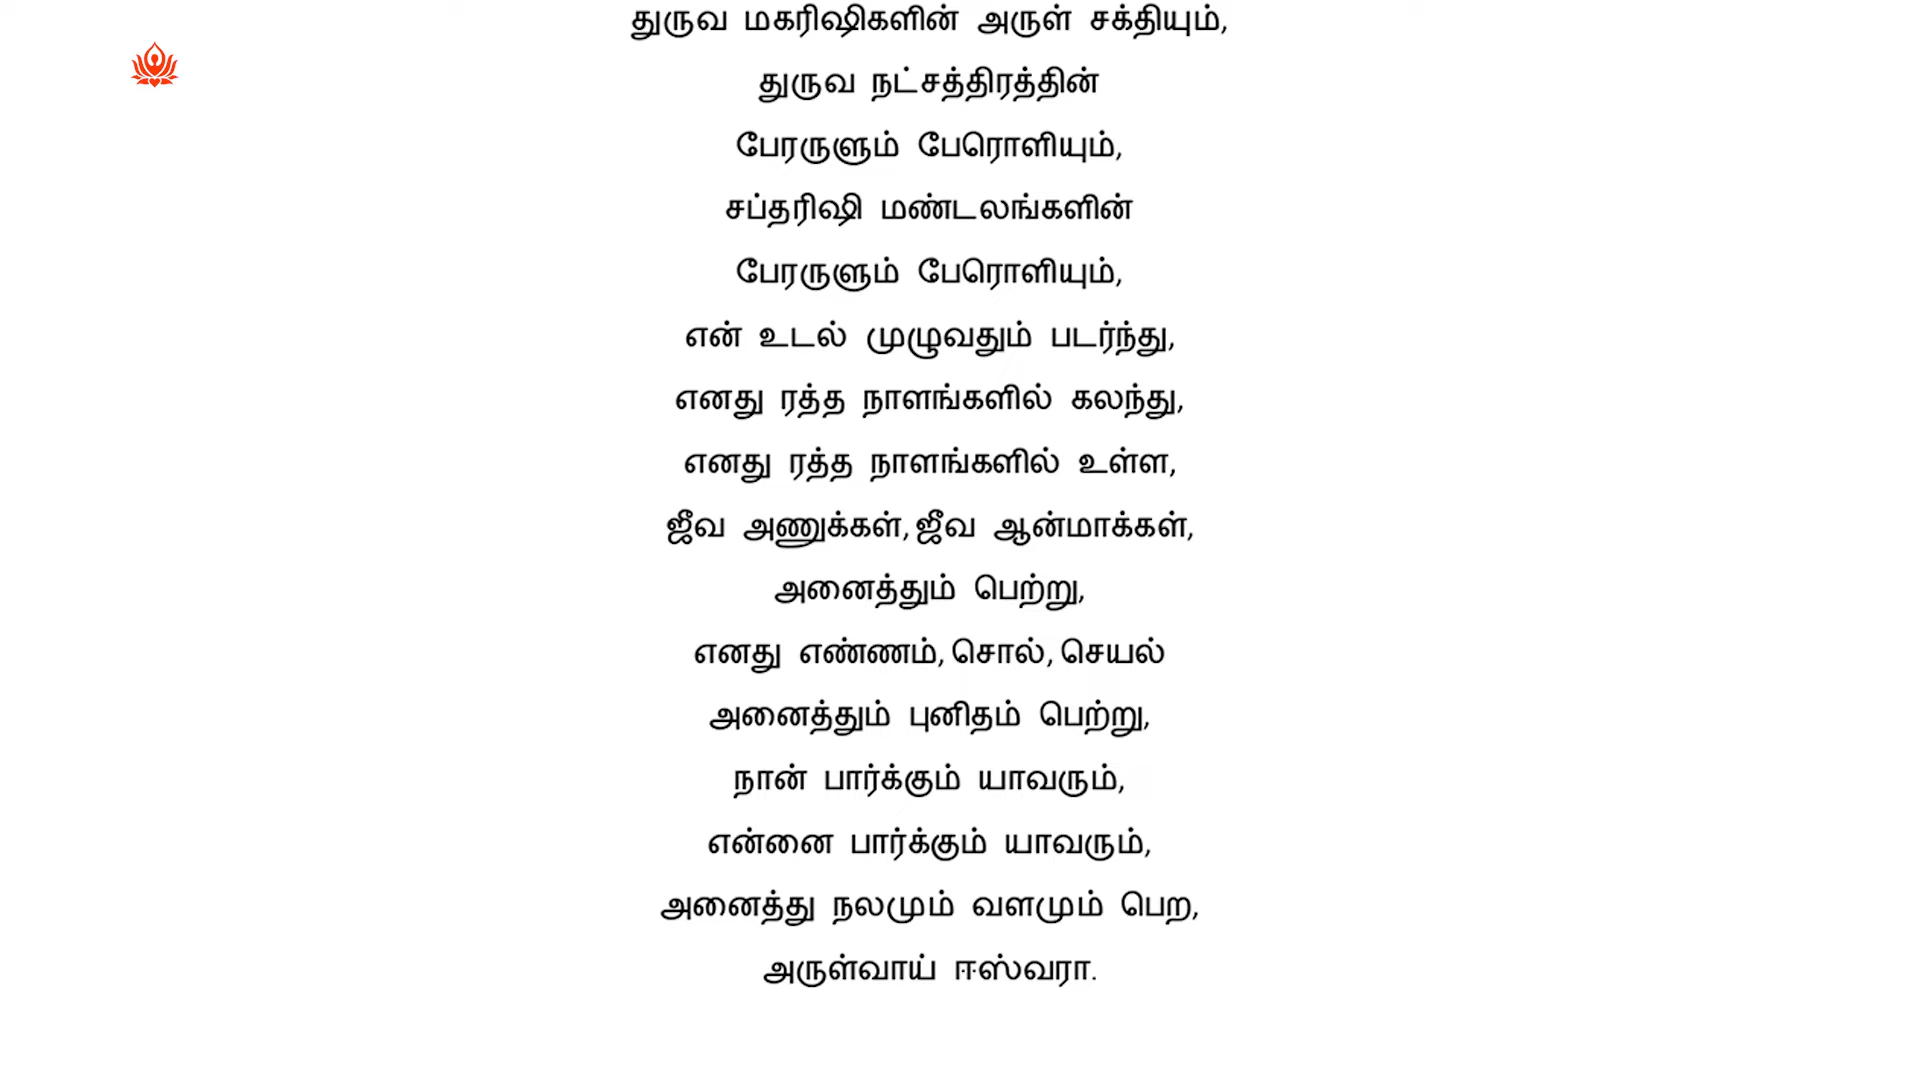 துருவ மகரிஷிகளின் அருள் சக்தியும்,
துருவ நட்சத்திரத்தின்
பேரருளும் பேரொளியும்,
சப்தரிஷி மண்டலங்களின்
பேரருளும் பேரொளியும்,
என் உடல் முழுவதும் படர்ந்து,
எனது ரத்த நாளங்களில் கலந்து,
எனது ரத்த நாளங்களில் உள்ள,
ஜீவ அணுக்கள், ஜீவ ஆன்மாக்கள்,
அனைத்தும் பெற்று,
எனது எண்ணம், சொல், செயல்
அனைத்தும் புனிதம் பெற்று,
நான் பார்க்கும் யாவரும்,
என்னை பார்க்கும் யாவரும்,
அனைத்து நலமும் வளமும் பெற,
அருள்வாய் ஈஸ்வரா.